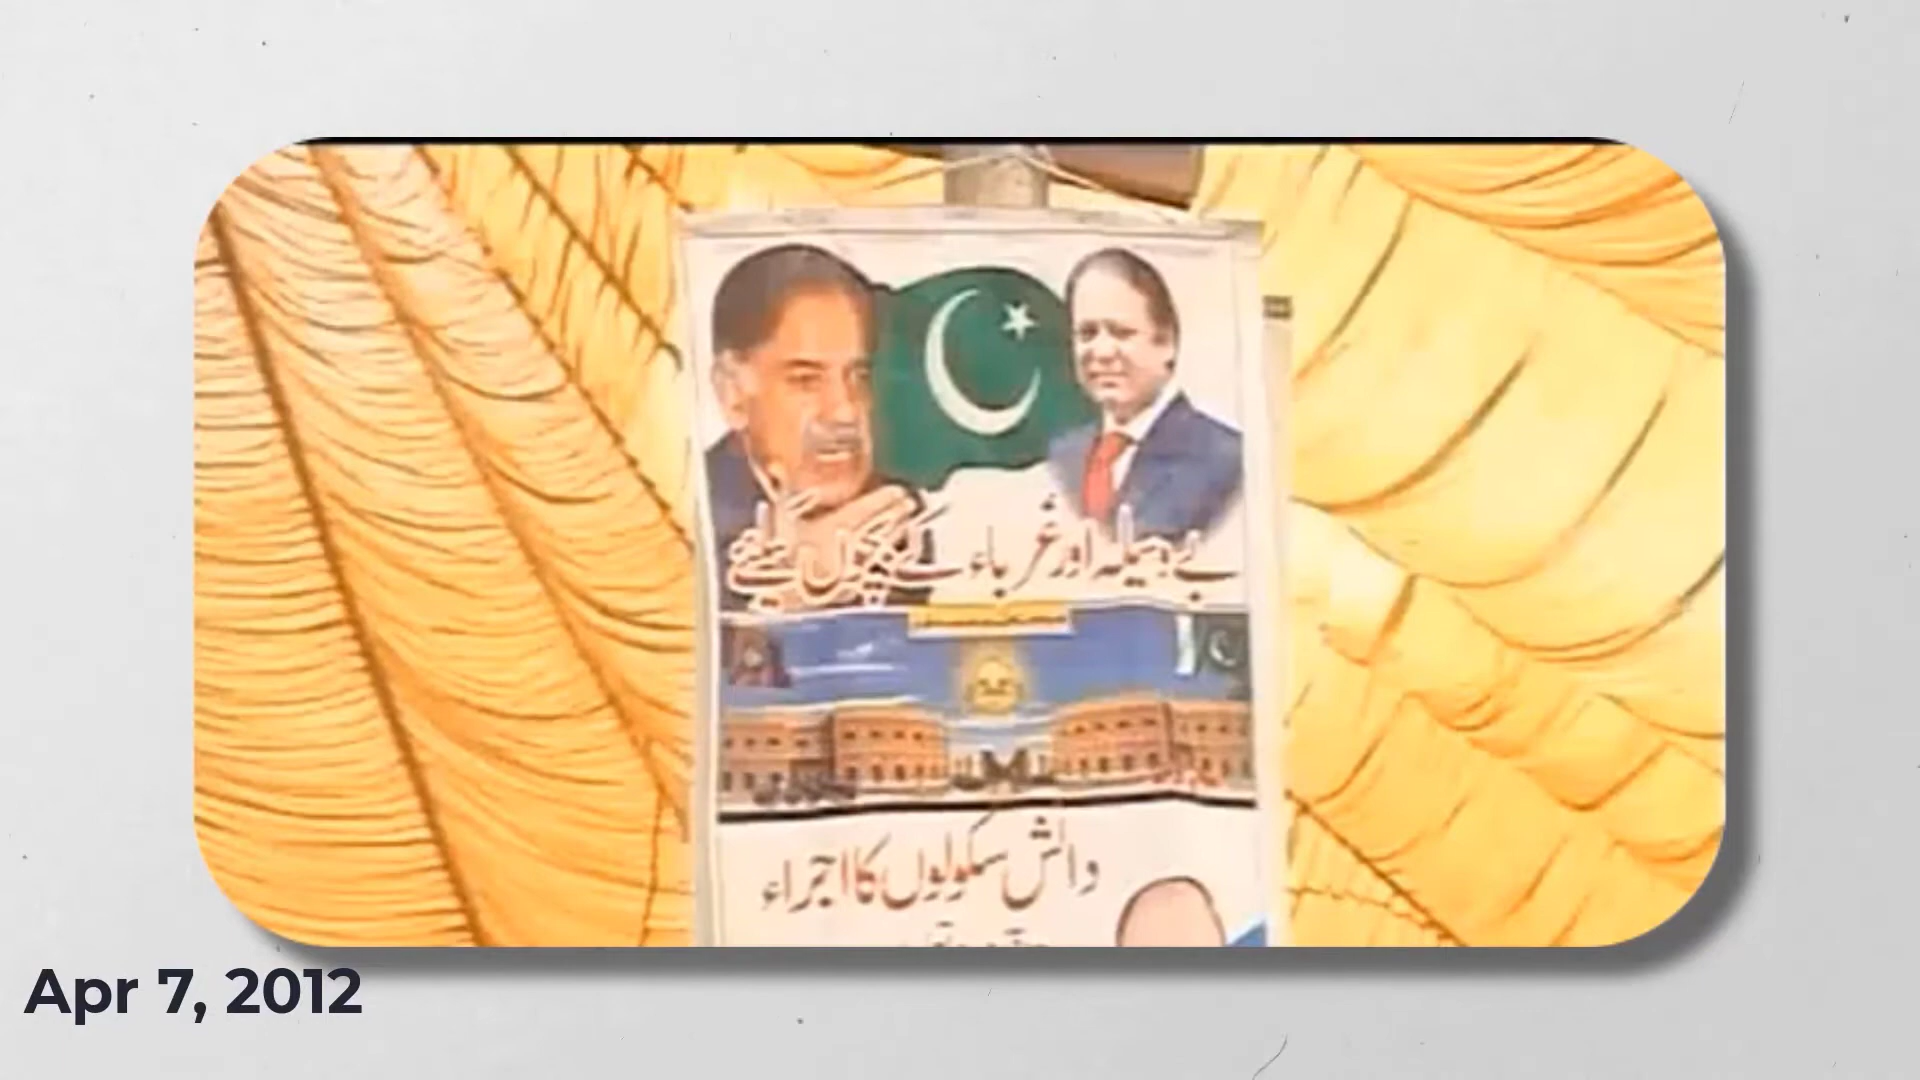 بے وسیلہ اور غرباء کے بچوں کیلئے
دانش سکولوں کا اجراء
Apr 7, 2012